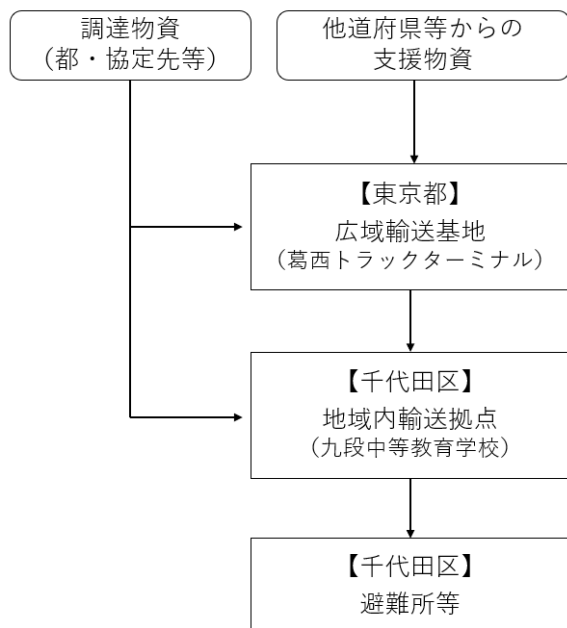 調達物資
（都・協定先等）
他道府県等からの
支援物資
【東京都】
広域輸送基地
（葛西トラックターミナル）
【千代田区】
地域内輸送拠点
（九段中等教育学校）
【千代田区】
避難所等